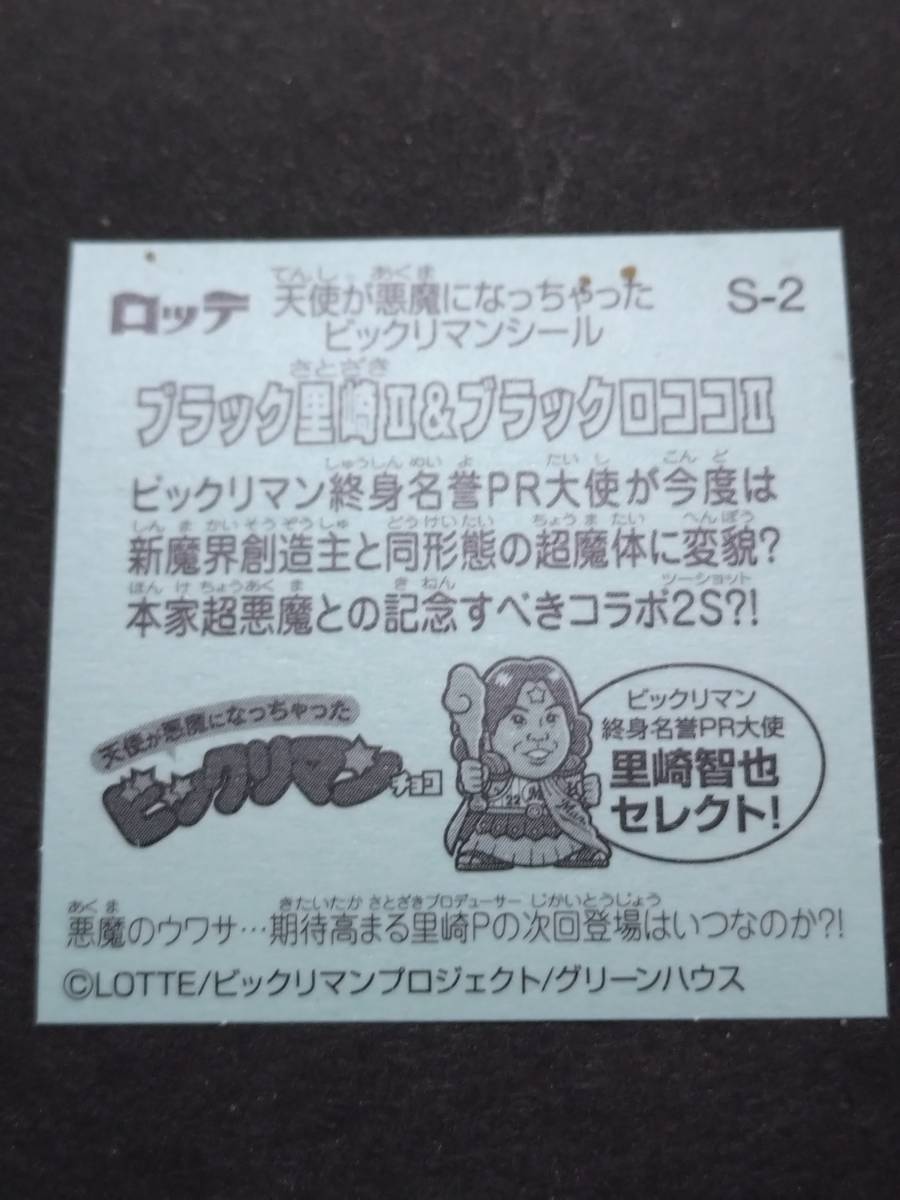 ロッテ
てんし あくま
天使が悪魔になっちゃった
ビックリマンシール
S-2
さとざき
ブラック里崎II&ブラックロココII
しゅうしんめいよ たいし こんど
ビックリマン終身名誉PR大使が今度は
しんまかいそうぞうしゅ どうけいたい ちょうまたい へんぼう
新魔界創造主と同形態の超魔体に変貌?
ほんけちょうあくま きねん ツーショット
本家超悪魔との記念すべきコラボ2S?!
天使が悪魔になっちゃった
ビックリマン
チョコ
22
ビックリマン
終身名誉PR大使
里崎智也
セレクト!
あくま きたいたか さとざきプロデューサー じかいとうじょう
悪魔のウワサ…期待高まる里崎Pの次回登場はいつなのか?!
©LOTTE/ビックリマンプロジェクト/グリーンハウス